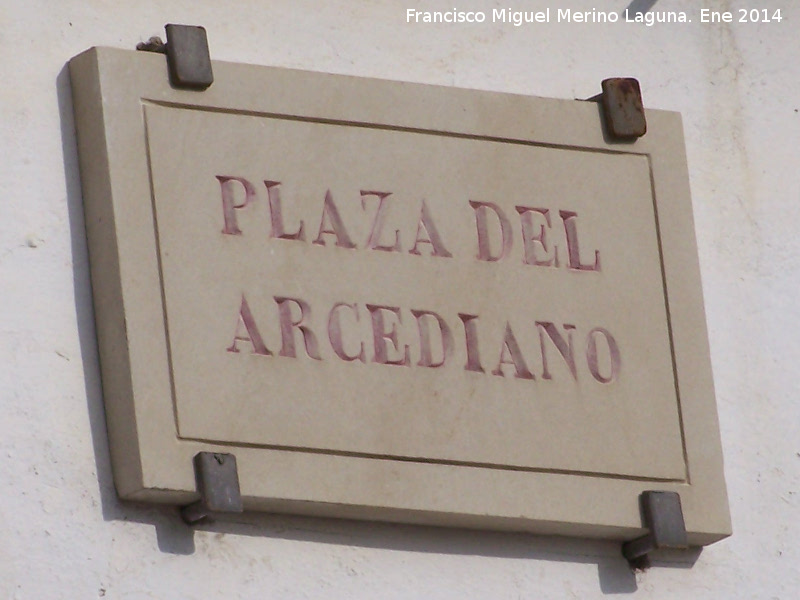 Francisco Miguel Merino Laguna. Ene 2014
PLAZA DEL
ARCEDIANO